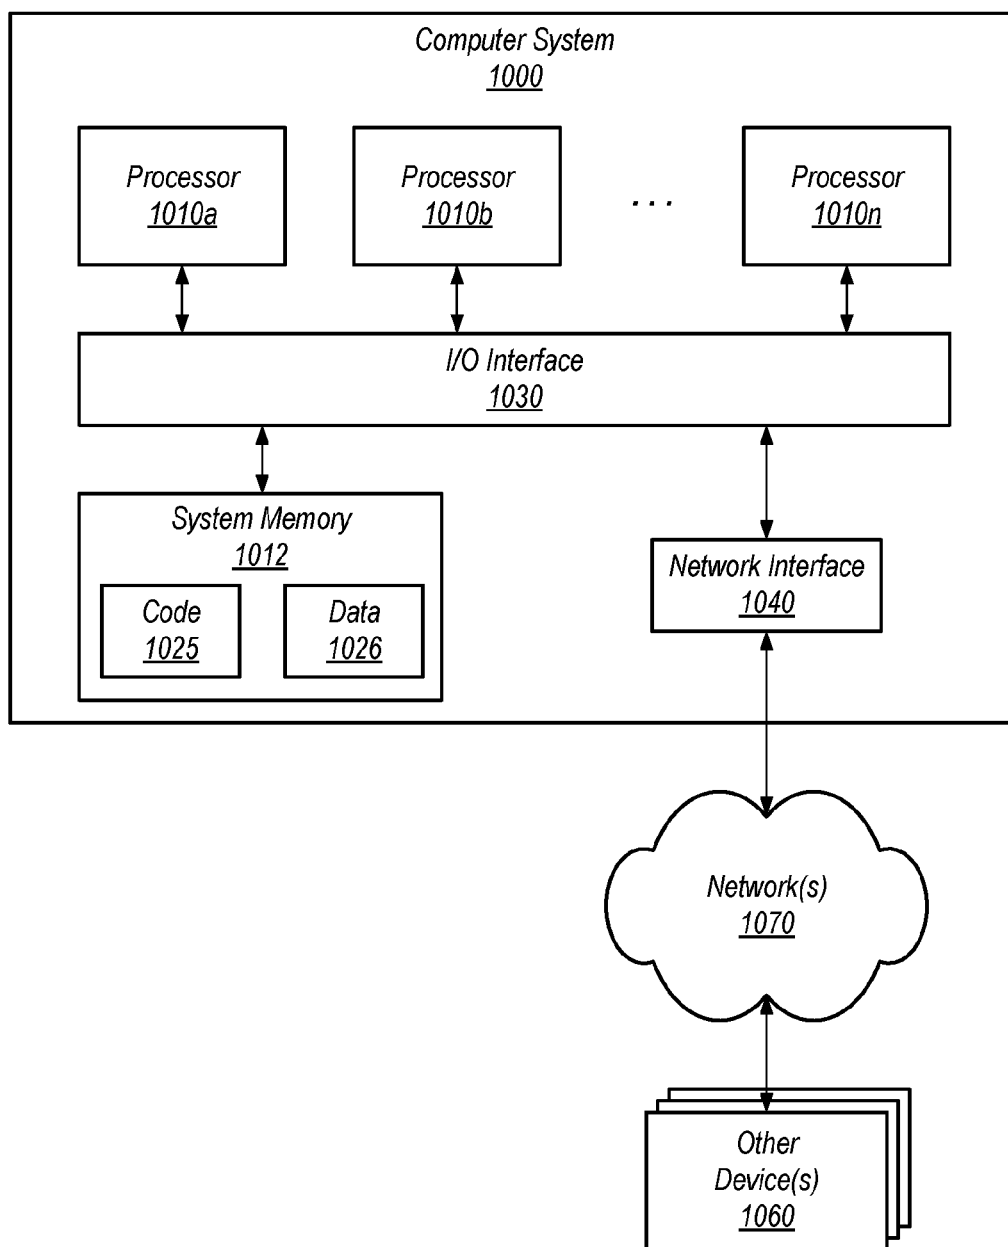 Computer System
1000
Processor
1010a
Processor
1010b
. . .
Processor
1010n
I/O Interface
1030
System Memory
1012
Code
1025
Data
1026
Network Interface
1040
Network(s)
1070
Other
Device(s)
1060